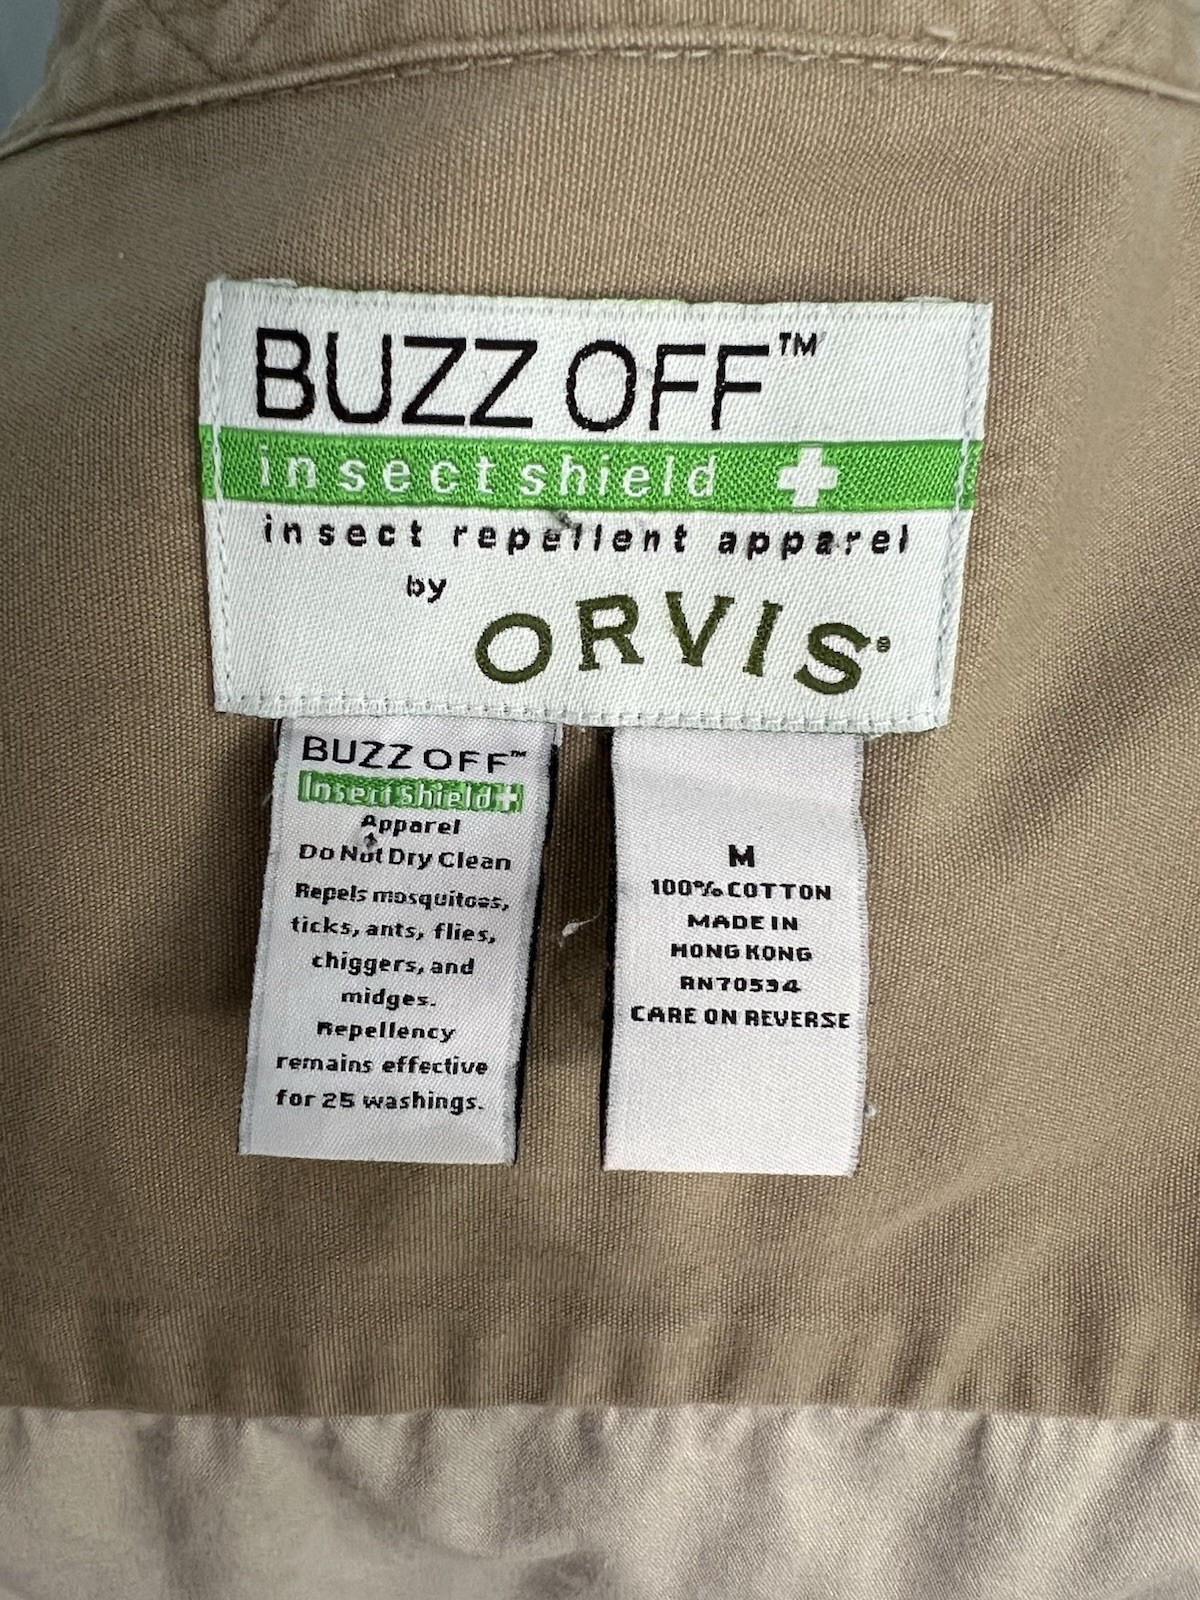 BUZZ OFF™
insect shield
insect repellent apparel
by
ORVIS®
BUZZ OFF™
Insect Shield
Apparel
Do Not Dry Clean
Repels mosquitoes,
ticks, ants, flies,
chiggers, and
midges.
Repellency
remains effective
for 25 washings.
M
100% COTTON
MADE IN
HONG KONG
RN70534
CARE ON REVERSE